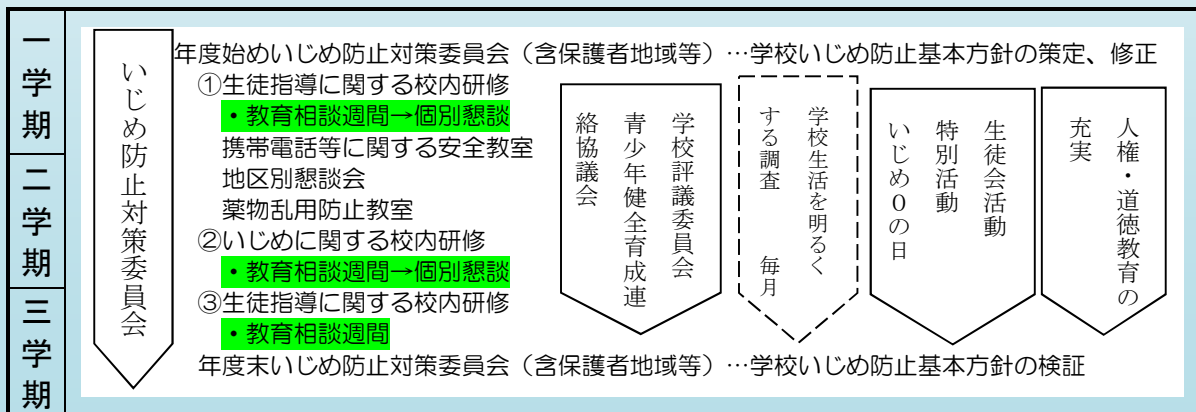 一学期
二学期
三学期
いじめ防止対策委員会
年度始めいじめ防止対策委員会（含保護者地域等）…学校いじめ防止基本方針の策定、修正
①生徒指導に関する校内研修
・教育相談週間→個別懇談
携帯電話等に関する安全教室
地区別懇談会
薬物乱用防止教室
②いじめに関する校内研修
・教育相談週間→個別懇談
③生徒指導に関する校内研修
・教育相談週間
年度末いじめ防止対策委員会（含保護者地域等）…学校いじめ防止基本方針の検証
学校評議委員会
青少年健全育成連
絡協議会
学校生活を明るく
する調査　毎月
生徒会活動
特別活動
いじめ０の日
人権・道徳教育の
充実